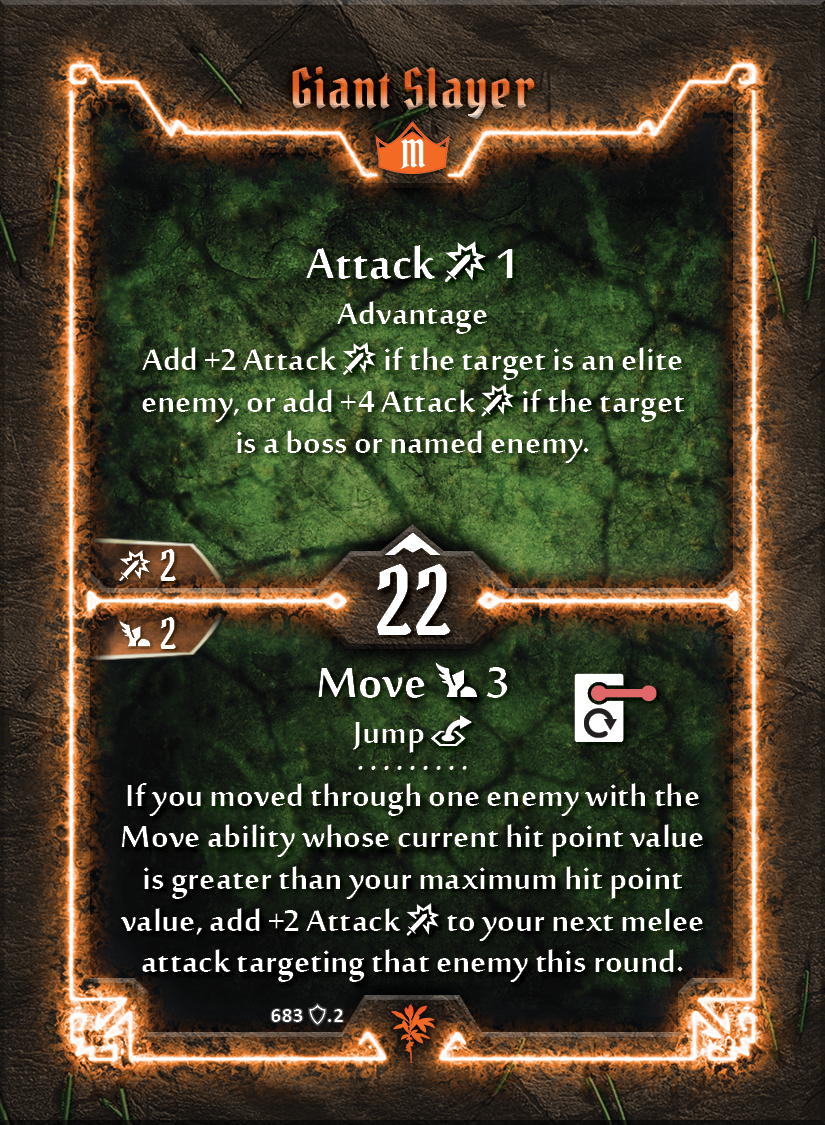 Giant Slayer
M
Attack 1
Advantage
Add +2 Attack if the target is an elite
enemy, or add +4 Attack if the target
is a boss or named enemy.
2
22
2
Move 3
Jump
.........
If you moved through one enemy with the
Move ability whose current hit point value
is greater than your maximum hit point
value, add +2 Attack to your next melee
attack targeting that enemy this round.
683 .2